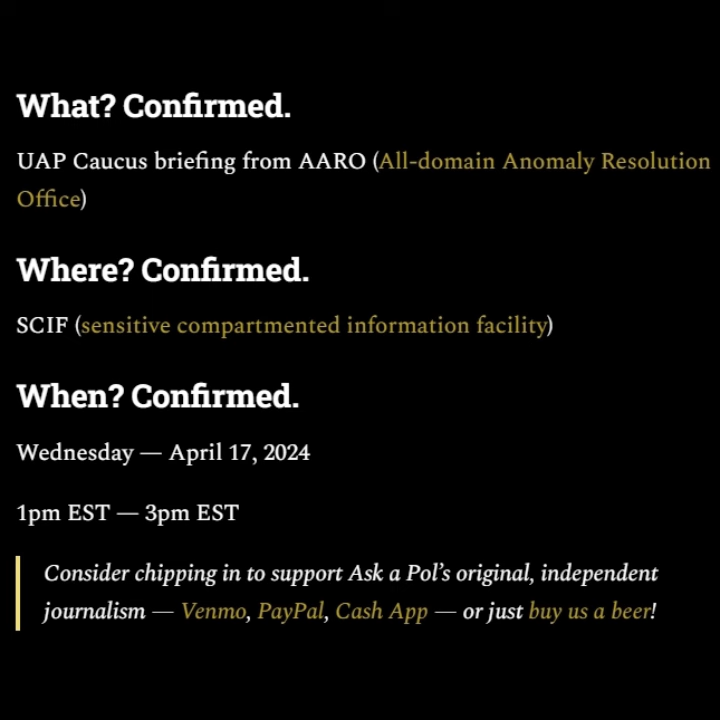 What? Confirmed.
UAP Caucus briefing from AARO (All-domain Anomaly Resolution
Office)
Where? Confirmed.
SCIF (sensitive compartmented information facility)
When? Confirmed.
Wednesday — April 17, 2024
1pm EST — 3pm EST
Consider chipping in to support Ask a Pol’s original, independent
journalism — Venmo, PayPal, Cash App — or just buy us a beer!